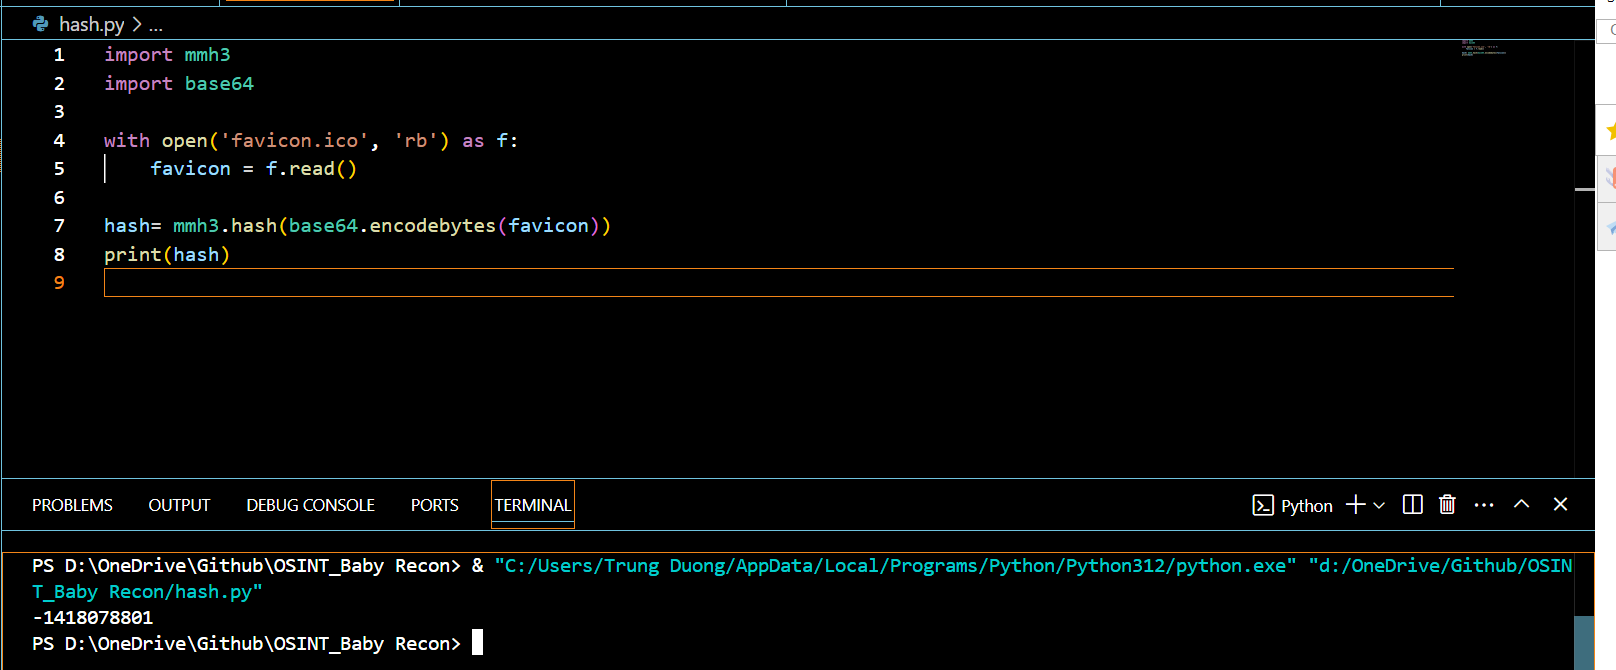 hash.py > ...
1 import mmh3
2 import base64
3
4 with open('favicon.ico', 'rb') as f:
5     favicon = f.read()
6
7 hash= mmh3.hash(base64.encodebytes(favicon))
8 print(hash)
9
PROBLEMS OUTPUT DEBUG CONSOLE PORTS TERMINAL Python
PS D:\OneDrive\Github\OSINT_Baby Recon> & "C:/Users/Trung Duong/AppData/Local/Programs/Python/Python312/python.exe" "d:/OneDrive/Github/OSIN
T_Baby Recon/hash.py"
-1418078801
PS D:\OneDrive\Github\OSINT_Baby Recon>